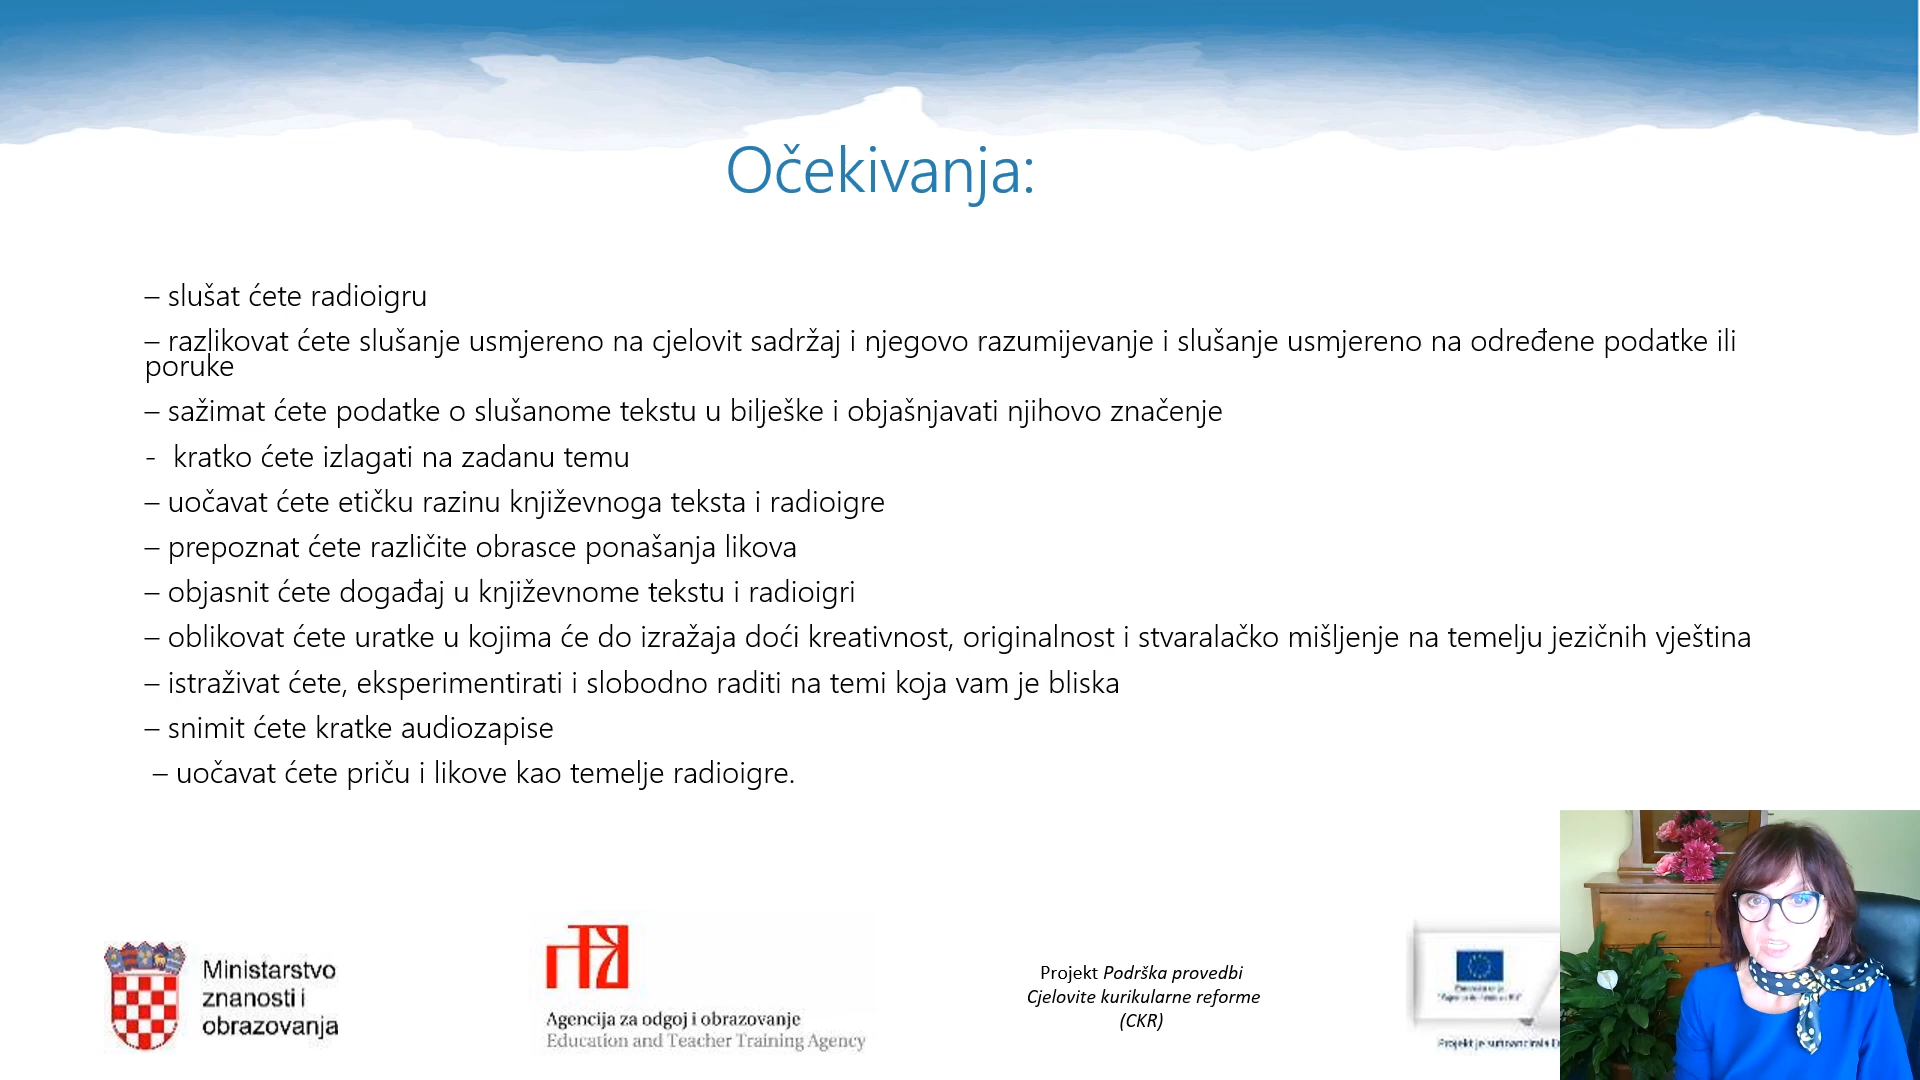 Očekivanja:
– slušat ćete radioigru
– razlikovat ćete slušanje usmjereno na cjelovit sadržaj i njegovo razumijevanje i slušanje usmjereno na određene podatke ili
poruke
– sažimat ćete podatke o slušanome tekstu u bilješke i objašnjavati njihovo značenje
- kratko ćete izlagati na zadanu temu
– uočavat ćete etičku razinu književnoga teksta i radioigre
– prepoznat ćete različite obrasce ponašanja likova
– objasnit ćete događaj u književnome tekstu i radioigri
– oblikovat ćete uratke u kojima će do izražaja doći kreativnost, originalnost i stvaralačko mišljenje na temelju jezičnih vještina
– istraživat ćete, eksperimentirati i slobodno raditi na temi koja vam je bliska
– snimit ćete kratke audiozapise
– uočavat ćete priču i likove kao temelje radioigre.
Ministarstvo
znanosti i
obrazovanja
Agencija za odgoj i obrazovanje
Education and Teacher Training Agency
Projekt Podrška provedbi
Cjelovite kurikularne reforme
(CKR)
Projekt je sufinancirala